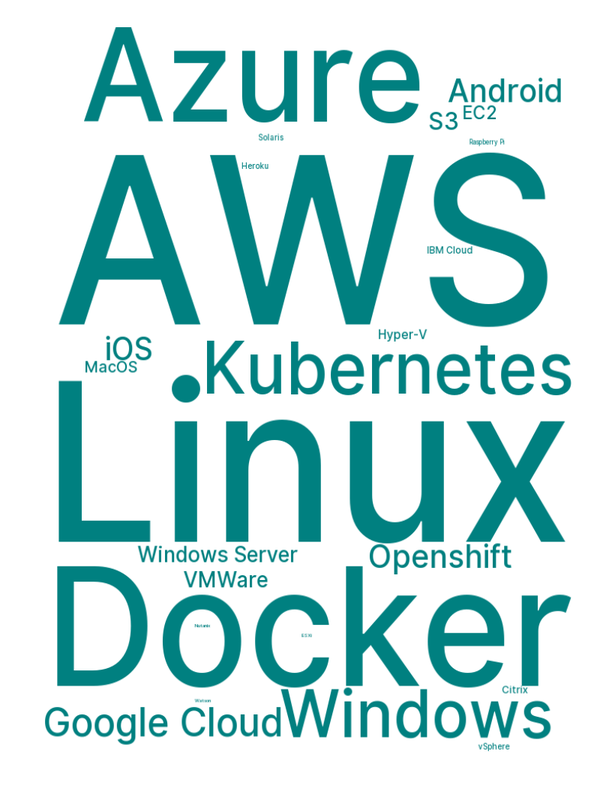 Azure
Android
S3
EC2
Solaris
Raspberry Pi
Heroku
AWS
IBM Cloud
Hyper-V
iOS
MacOS
Kubernetes
Linux
Windows Server
Openshift
VMWare
Docker
Nutanix
Citrix
Google Cloud
Windows
vSphere